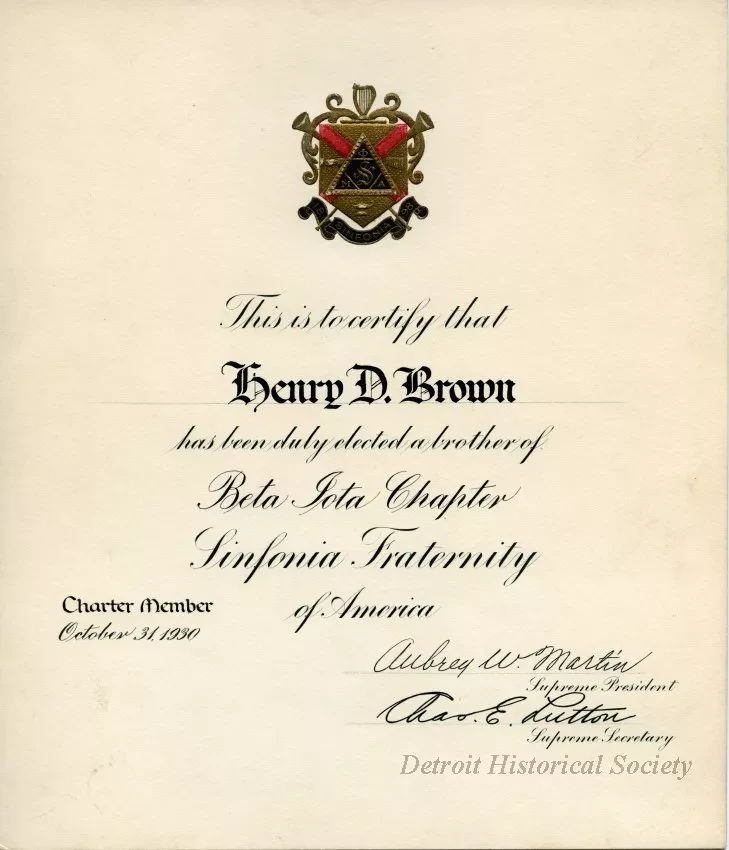 SINFONIA
This is to certify that
Henry D. Brown
has been duly elected a brother of
Beta Iota Chapter
Sinfonia Fraternity
of America
Charter Member
October 31, 1930
Aubrey W. Martin
Supreme President
Chas. E. Lutton
Supreme Secretary
Detroit Historical Society